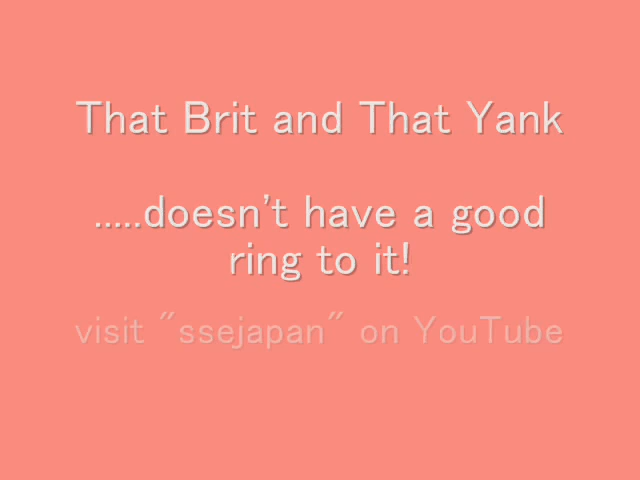 That Brit and That Yank
.....doesn't have a good
ring to it!
visit "ssejapan" on YouTube